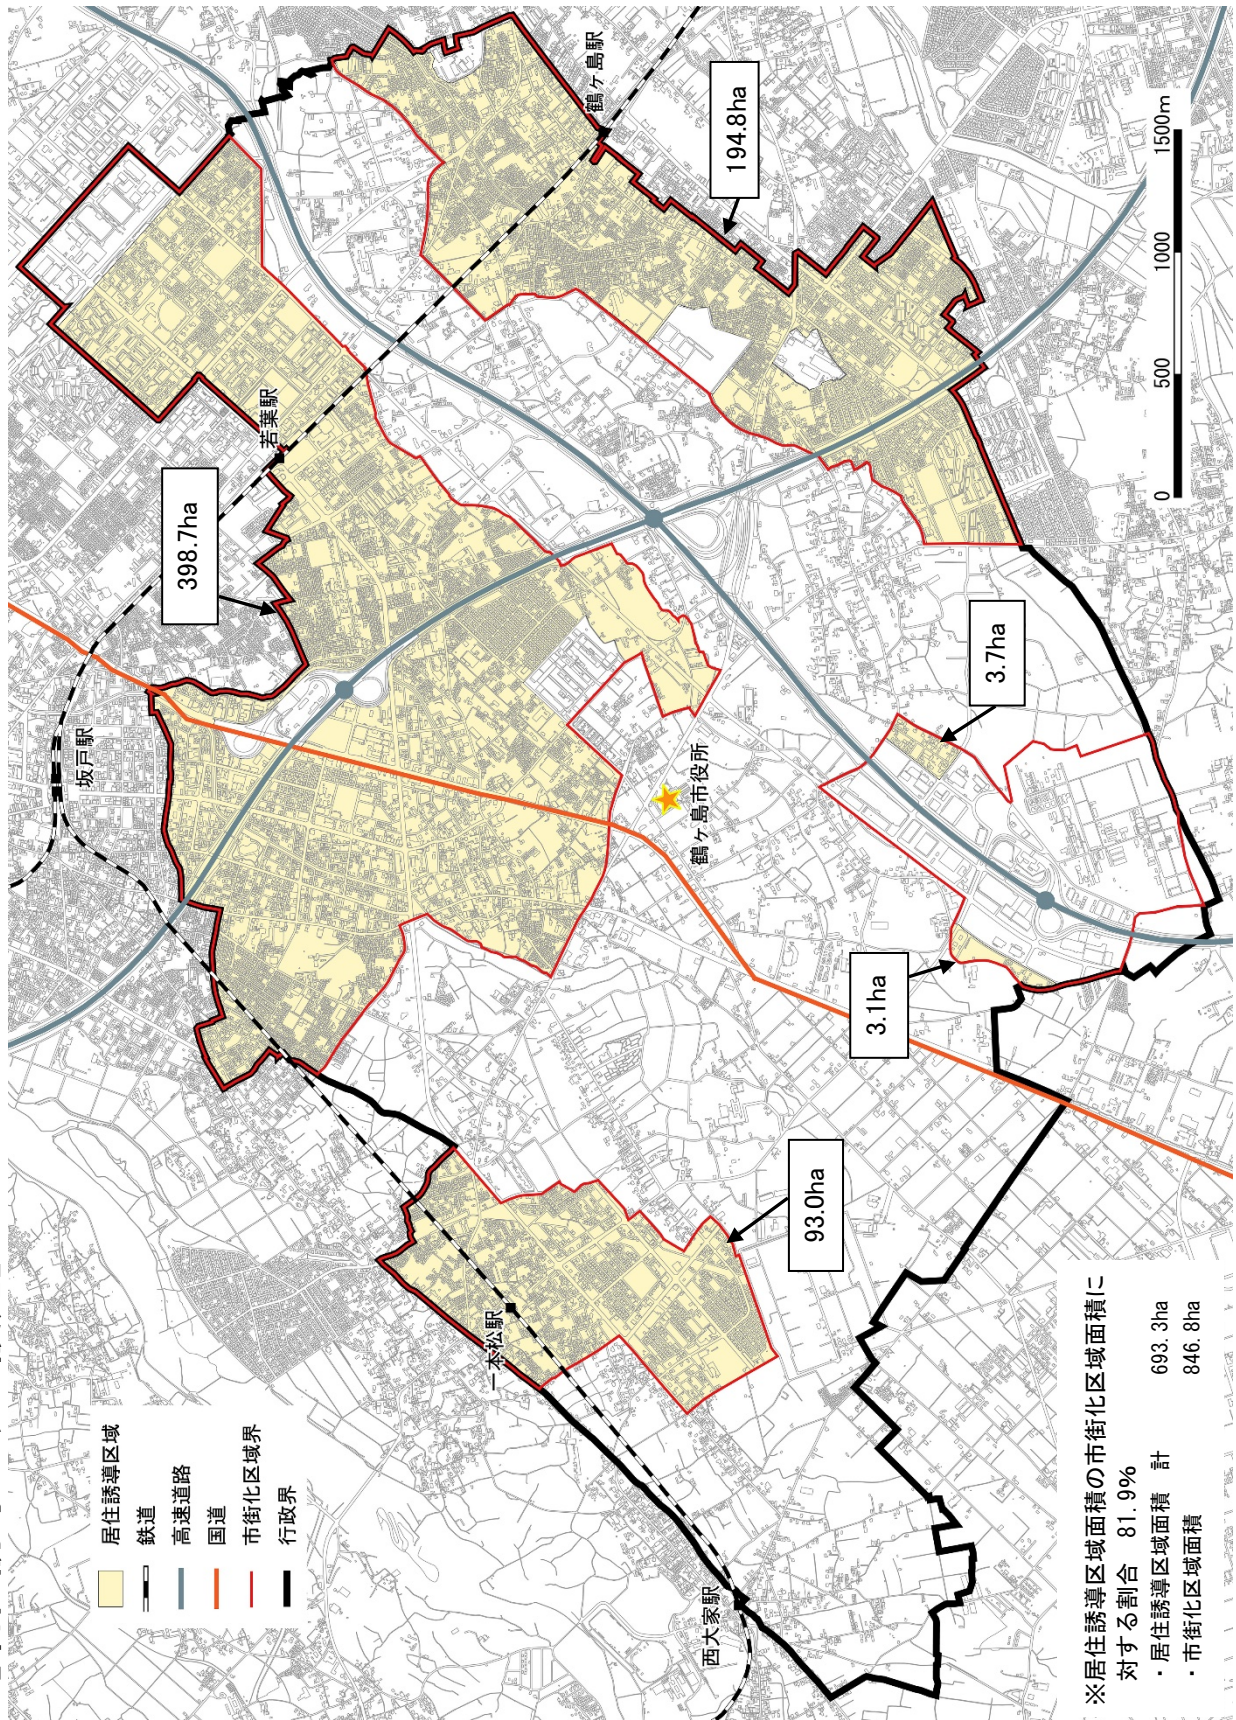 居住誘導区域
鉄道
高速道路
国道
市街化区域界
行政界
西大家駅
一本松駅
坂戸駅
若葉駅
鶴ヶ島駅
鶴ヶ島市役所
398.7ha
194.8ha
93.0ha
3.1ha
3.7ha
※居住誘導区域面積の市街化区域面積に
対する割合 81.9%
・居住誘導区域面積 計 693.3ha
・市街化区域面積 846.8ha
0 500 1000 1500m